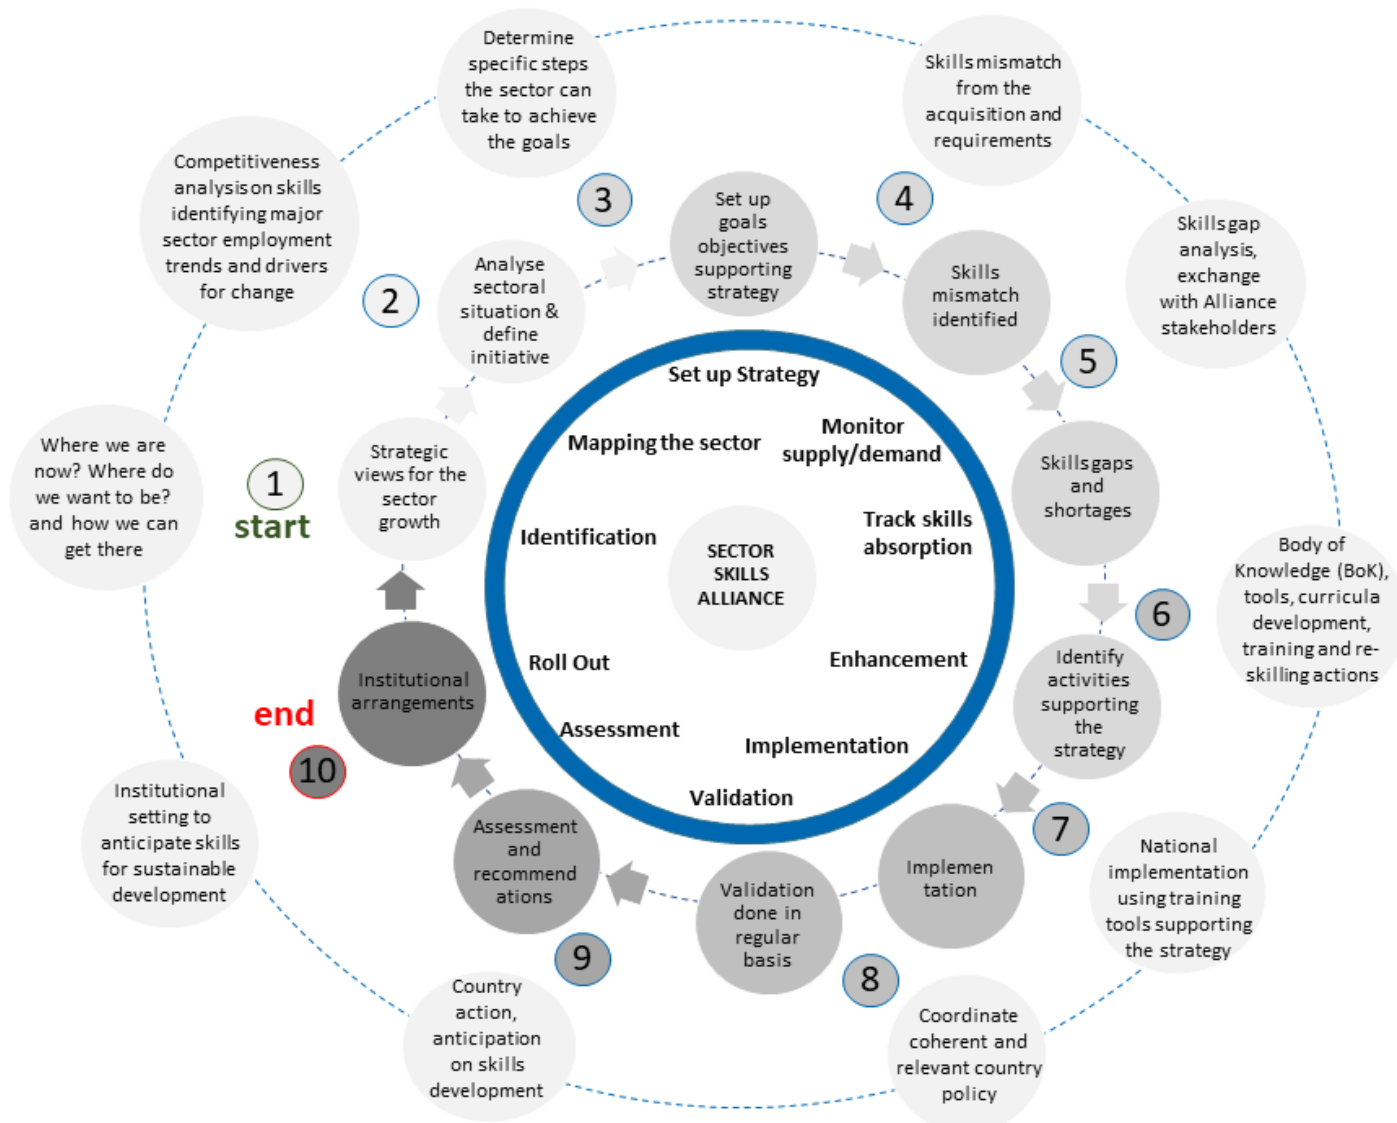 Determine
specific steps
the sector can
take to achieve
the goals
Skills mismatch
from the
acquisition and
requirements
Competitiveness
analysis on skills
identifying major
sector employment
trends and drivers
for change
3
4
Set up
goals
objectives
supporting
strategy
Skills gap
analysis,
exchange
with Alliance
stakeholders
2
Analyse
sectoral
situation &
define
initiative
Skills
mismatch
identified
5
Where we are
now? Where do
we want to be?
and how we can
get there
1
start
Strategic
views for the
sector
growth
Set up Strategy
Mapping the sector
Monitor
supply/demand
Identification
Track skills
absorption
SECTOR
SKILLS
ALLIANCE
Roll Out
Enhancement
Assessment
Implementation
Validation
Skills gaps
and
shortages
Body of
Knowledge (BoK),
tools, curricula
development,
training and re-
skilling actions
6
Identify
activities
supporting
the
strategy
Institutional
arrangements
end
10
Institutional
setting to
anticipate skills
for sustainable
development
Assessment
and
recommend
ations
Validation
done in
regular
basis
Implemen
tation
7
National
implementation
using training
tools supporting
the strategy
9
8
Country
action,
anticipation
on skills
development
Coordinate
coherent and
relevant country
policy